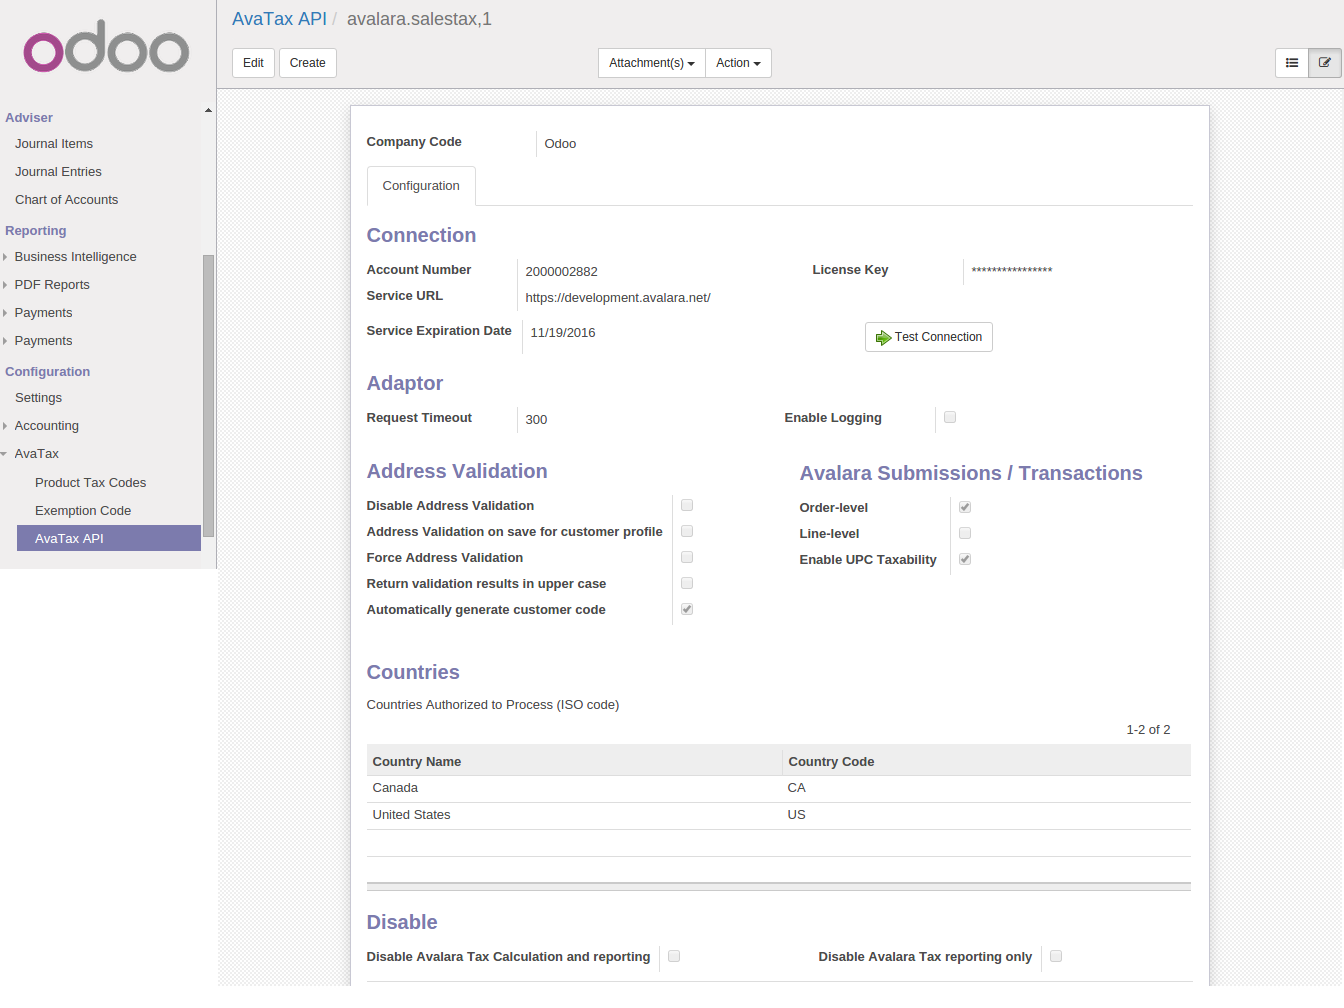 odoo
Adviser
Journal Items
Journal Entries
Chart of Accounts
Reporting
Business Intelligence
PDF Reports
Payments
Payments
Configuration
Settings
Accounting
AvaTax
Product Tax Codes
Exemption Code
AvaTax API
AvaTax API / avalara.salestax,1
Edit Create Attachment(s) Action
Company Code Odoo
Configuration
Connection
Account Number 2000002882 License Key ****************
Service URL https://development.avalara.net/
Service Expiration Date 11/19/2016 Test Connection
Adaptor
Request Timeout 300 Enable Logging
Address Validation
Disable Address Validation
Address Validation on save for customer profile
Force Address Validation
Return validation results in upper case
Automatically generate customer code
Avalara Submissions / Transactions
Order-level
Line-level
Enable UPC Taxability
Countries
Countries Authorized to Process (ISO code)
1-2 of 2
Country Name Country Code
Canada CA
United States US
Disable
Disable Avalara Tax Calculation and reporting Disable Avalara Tax reporting only